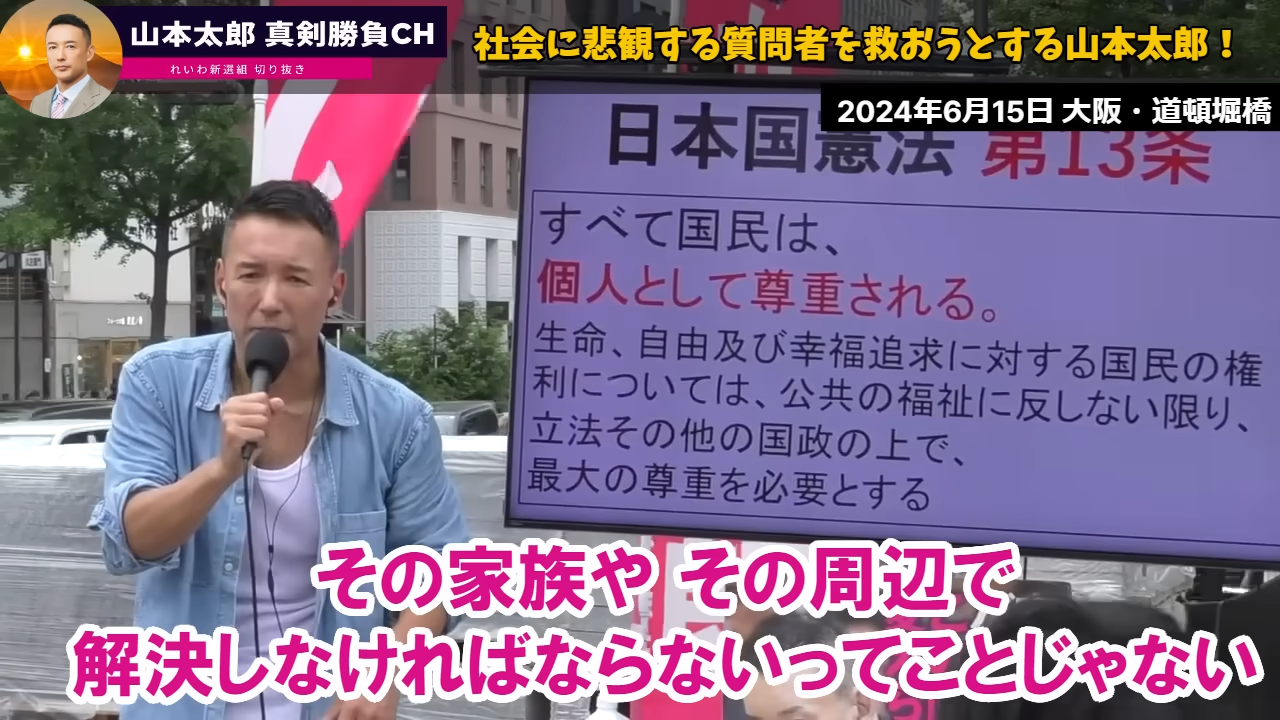 山本太郎 真剣勝負CH
れいわ新選組 切り抜き
社会に悲観する質問者を救おうとする山本太郎！
2024年6月15日 大阪・道頓堀橋
日本国憲法 第13条
すべて国民は、
個人として尊重される。
生命、自由及び幸福追求に対する国民の権
利については、公共の福祉に反しない限り、
立法その他の国政の上で、
最大の尊重を必要とする
その家族や その周辺で
解決しなければならないってことじゃない